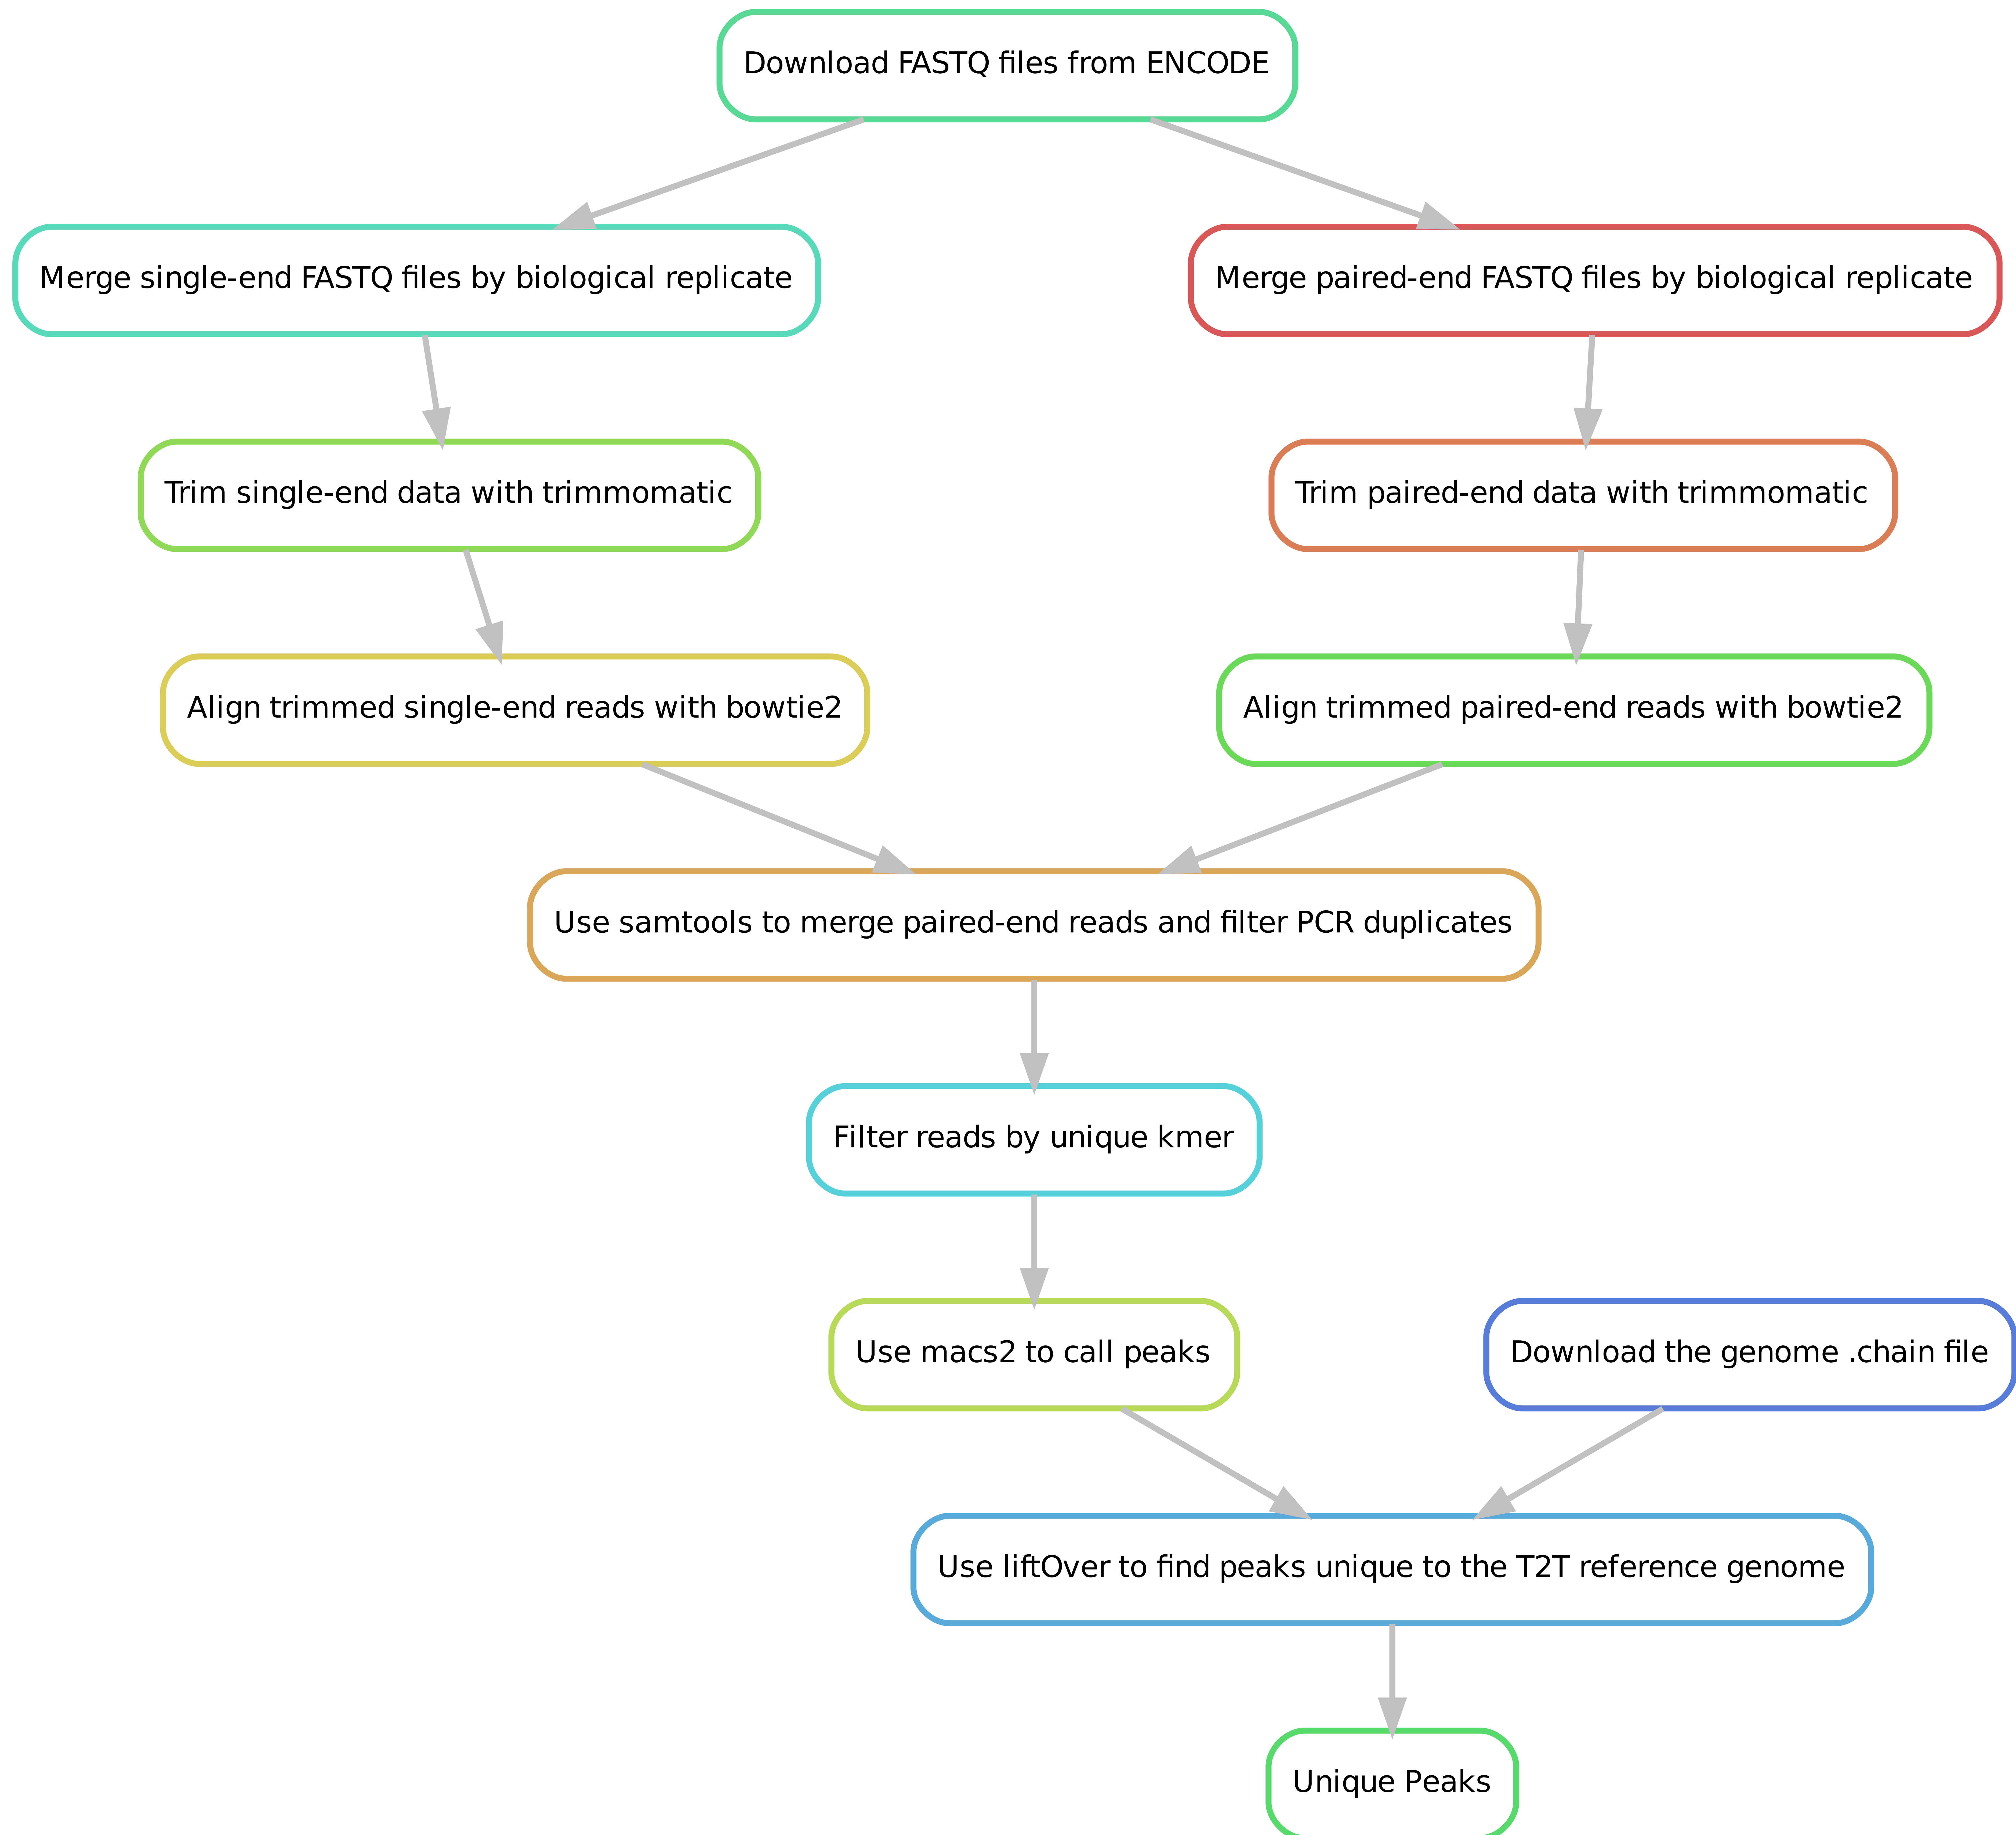 Download FASTQ files from ENCODE
Merge single-end FASTQ files by biological replicate
Merge paired-end FASTQ files by biological replicate
Trim single-end data with trimmomatic
Trim paired-end data with trimmomatic
Align trimmed single-end reads with bowtie2
Align trimmed paired-end reads with bowtie2
Use samtools to merge paired-end reads and filter PCR duplicates
Filter reads by unique kmer
Use macs2 to call peaks
Download the genome .chain file
Use liftOver to find peaks unique to the T2T reference genome
Unique Peaks